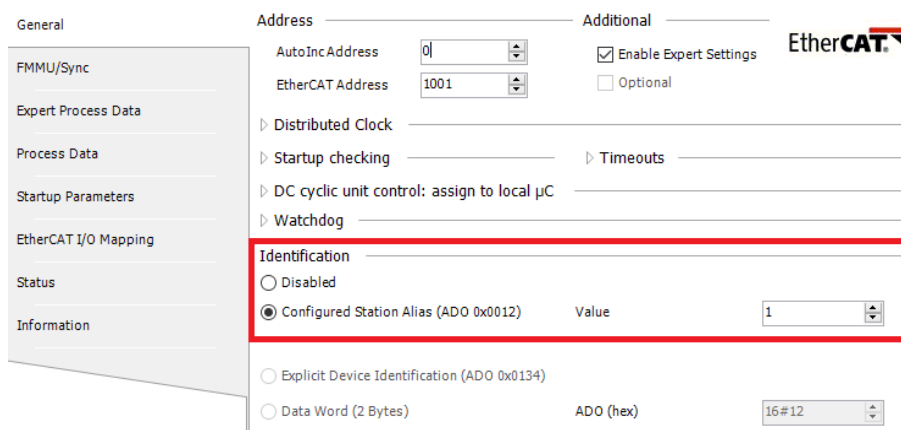 General
FMMU/Sync
Expert Process Data
Process Data
Startup Parameters
EtherCAT I/O Mapping
Status
Information
Address
AutoInc Address 0
EtherCAT Address 1001
Additional
Enable Expert Settings
Optional
EtherCAT.
Distributed Clock
Startup checking
Timeouts
DC cyclic unit control: assign to local µC
Watchdog
Identification
Disabled
Configured Station Alias (ADO 0x0012) Value 1
Explicit Device Identification (ADO 0x0134)
Data Word (2 Bytes) ADO (hex) 16#12